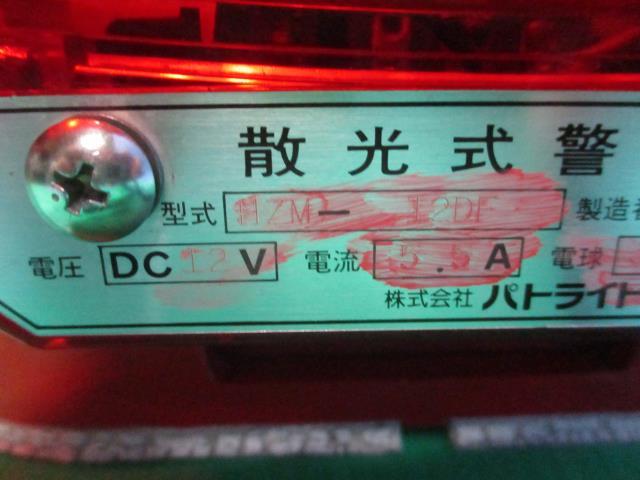 散光式警
型式 HZM-12DF 製造
電圧 DC 12 V 電流 5.5 A 電球
株式会社 パトライト